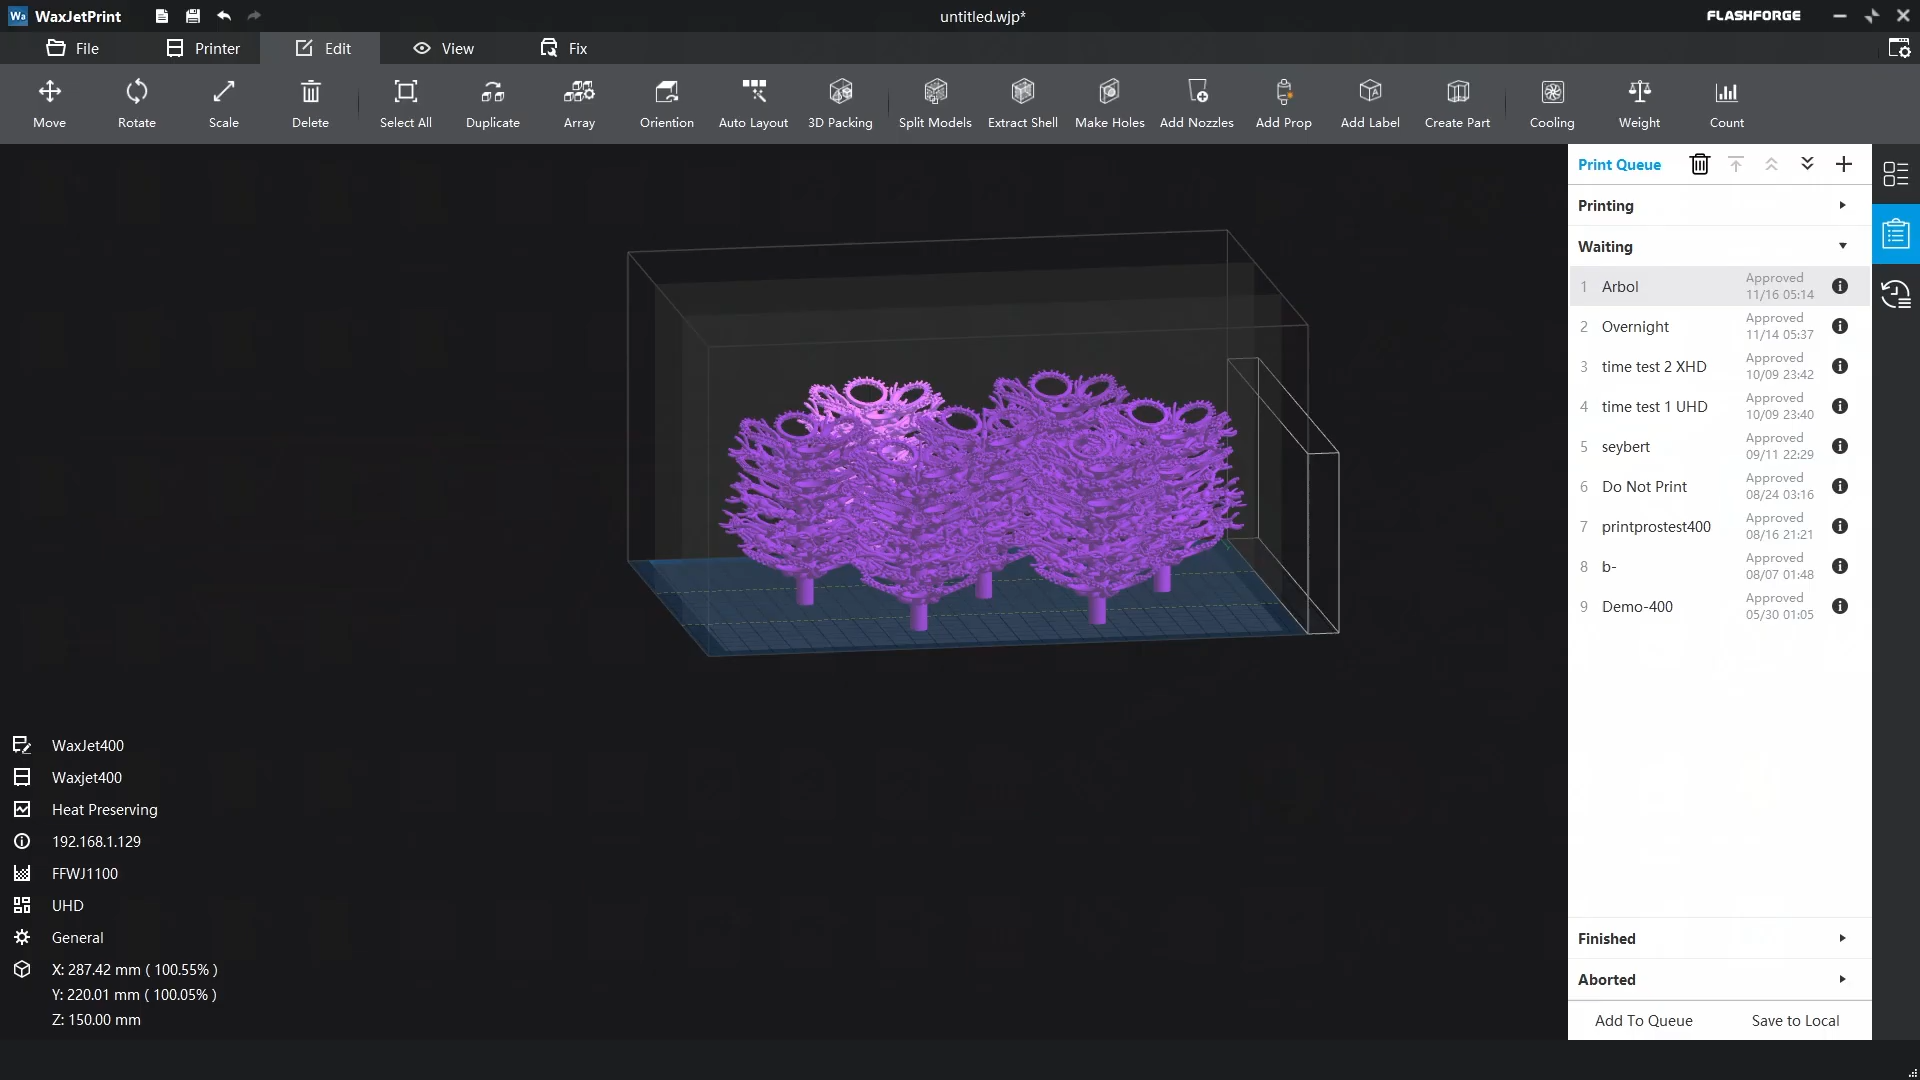 Wa WaxJetPrint
untitled.wjp*
FLASHFORGE
File Printer Edit View Fix
Move Rotate Scale Delete Select All Duplicate Array Oriention Auto Layout 3D Packing Split Models Extract Shell Make Holes Add Nozzles Add Prop Add Label Create Part Cooling Weight Count
Print Queue
Printing
Waiting
1 Arbol Approved
11/16 05:14
2 Overnight Approved
11/14 05:37
3 time test 2 XHD Approved
10/09 23:42
4 time test 1 UHD Approved
10/09 23:40
5 seybert Approved
09/11 22:29
6 Do Not Print Approved
08/24 03:16
7 printprostest400 Approved
08/16 21:21
8 b- Approved
08/07 01:48
9 Demo-400 Approved
05/30 01:05
WaxJet400
Waxjet400
Heat Preserving
192.168.1.129
FFWJ1100
UHD
General
X: 287.42 mm ( 100.55% )
Y: 220.01 mm ( 100.05% )
Z: 150.00 mm
Finished
Aborted
Add To Queue Save to Local